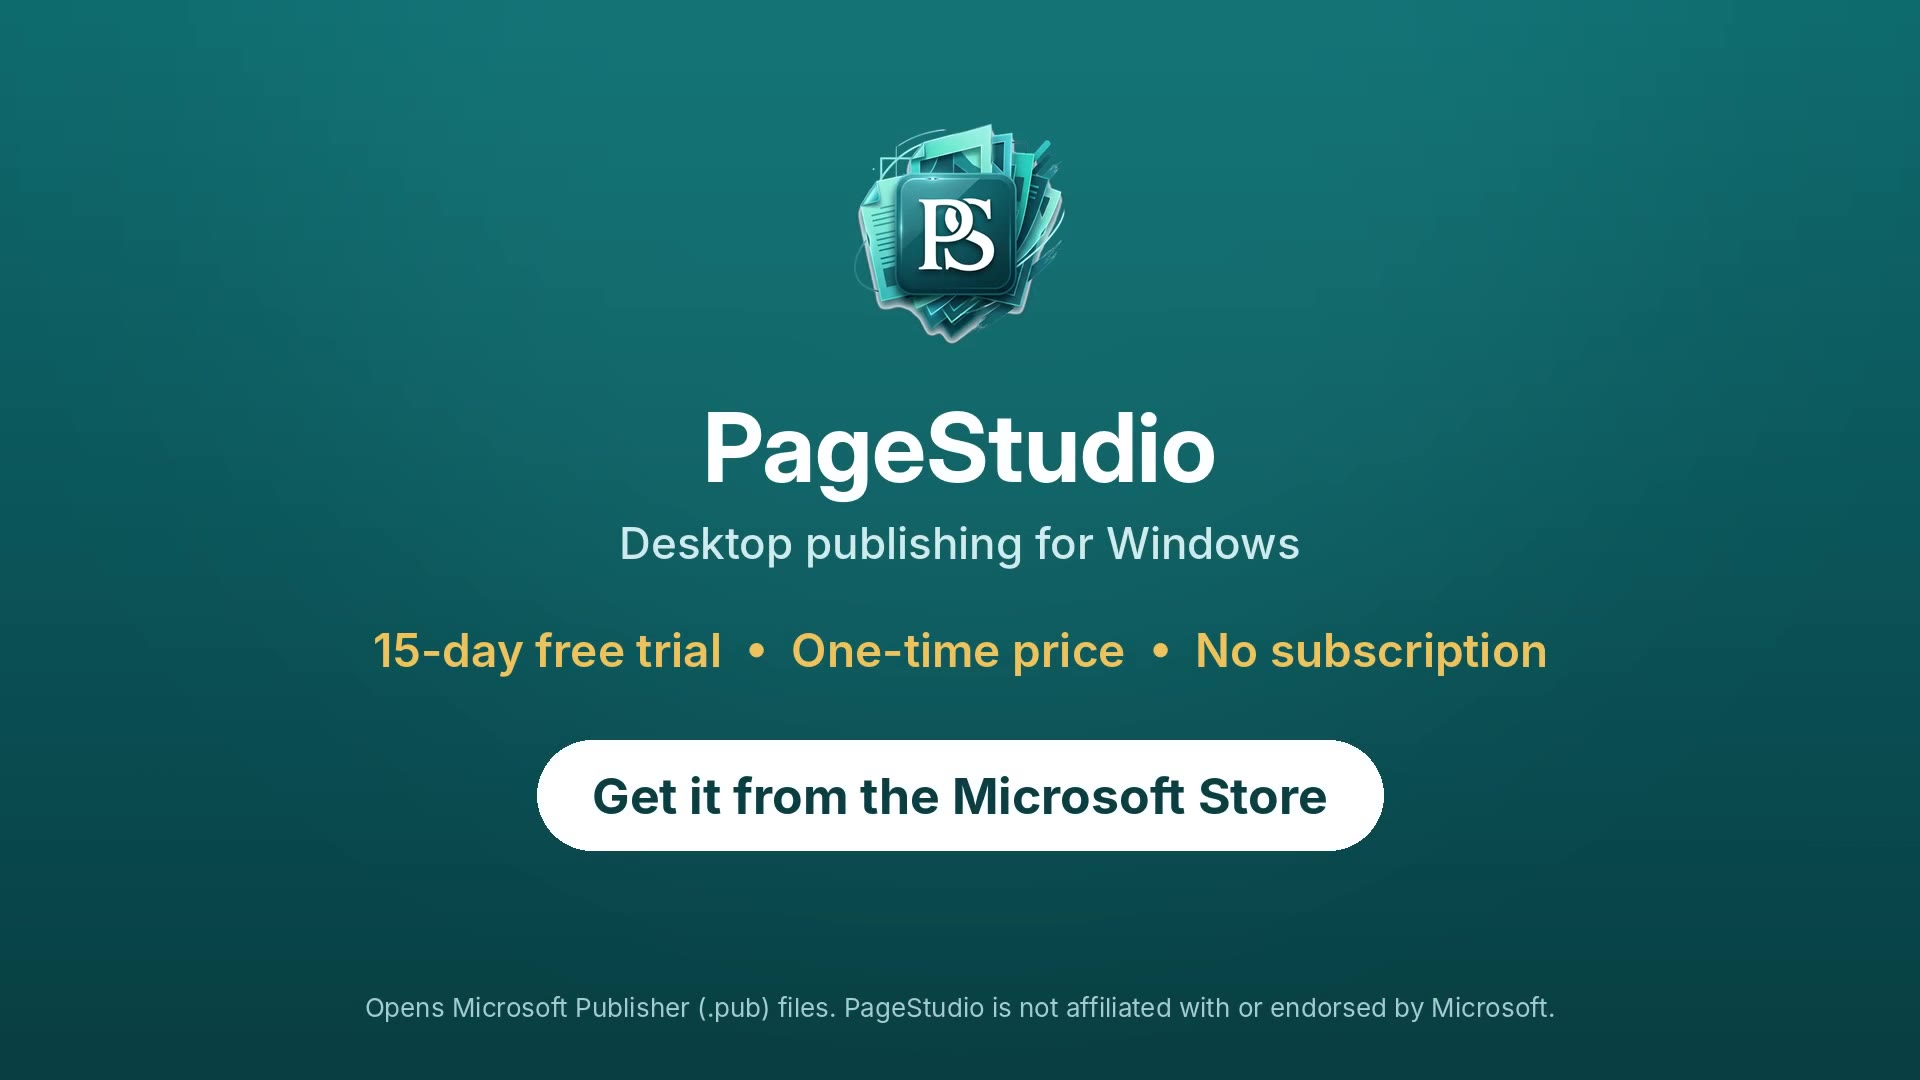 PS
PageStudio
Desktop publishing for Windows
15-day free trial • One-time price • No subscription
Get it from the Microsoft Store
Opens Microsoft Publisher (.pub) files. PageStudio is not affiliated with or endorsed by Microsoft.